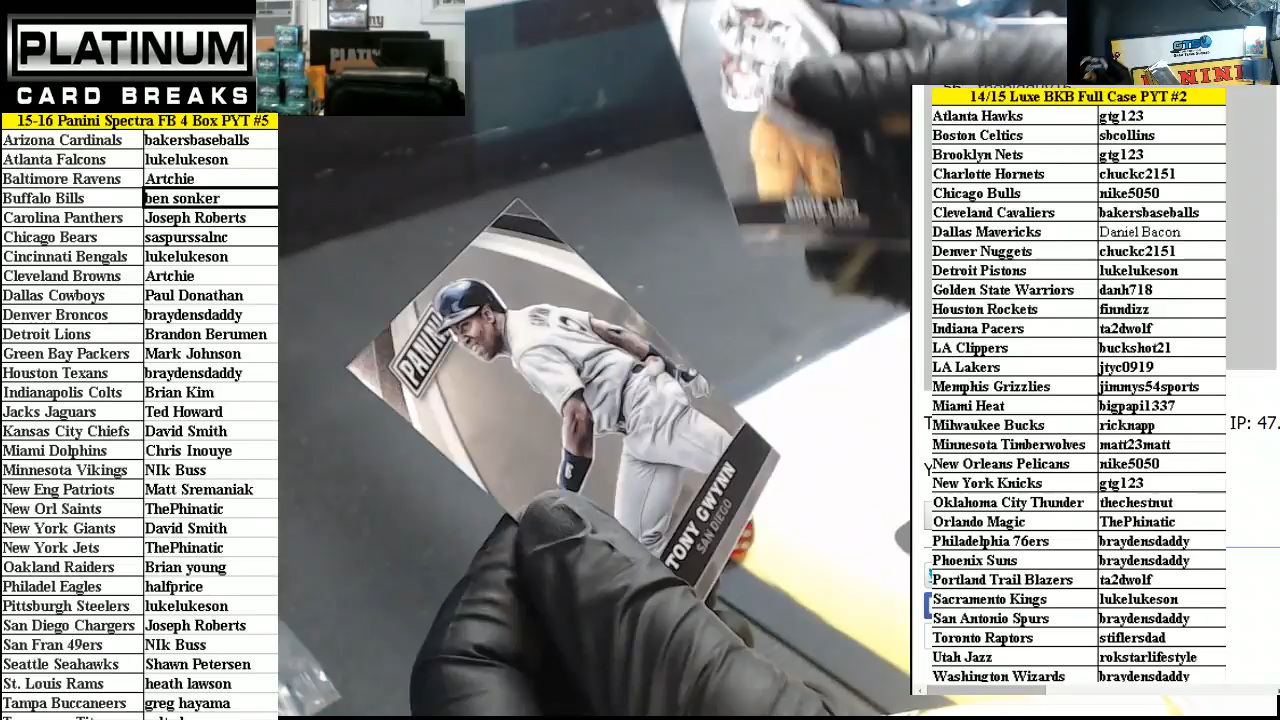 PLATINUM
CARD BREAKS
15-16 Panini Spectra FB 4 Box PYT #5
Arizona Cardinals bakersbaseballs
Atlanta Falcons lukelukeson
Baltimore Ravens Artchie
Buffalo Bills ben sonker
Carolina Panthers Joseph Roberts
Chicago Bears saspurssalnc
Cincinnati Bengals lukelukeson
Cleveland Browns Artchie
Dallas Cowboys Paul Donathan
Denver Broncos braydensdaddy
Detroit Lions Brandon Berumen
Green Bay Packers Mark Johnson
Houston Texans braydensdaddy
Indianapolis Colts Brian Kim
Jacks Jaguars Ted Howard
Kansas City Chiefs David Smith
Miami Dolphins Chris Inouye
Minnesota Vikings NIk Buss
New Eng Patriots Matt Sremaniak
New Orl Saints ThePhinatic
New York Giants David Smith
New York Jets ThePhinatic
Oakland Raiders Brian young
Philadel Eagles halfprice
Pittsburgh Steelers lukelukeson
San Diego Chargers Joseph Roberts
San Fran 49ers NIk Buss
Seattle Seahawks Shawn Petersen
St. Louis Rams heath lawson
Tampa Buccaneers greg hayama
PANINI
TONY GWYNN
SAN DIEGO
GTS
PANINI
14/15 Luxe BKB Full Case PYT #2
Atlanta Hawks gtg123
Boston Celtics sbcollins
Brooklyn Nets gtg123
Charlotte Hornets chuckc2151
Chicago Bulls nike5050
Cleveland Cavaliers bakersbaseballs
Dallas Mavericks Daniel Bacon
Denver Nuggets chuckc2151
Detroit Pistons lukelukeson
Golden State Warriors danh718
Houston Rockets finndizz
Indiana Pacers ta2dwolf
LA Clippers buckshot21
LA Lakers jtyc0919
Memphis Grizzlies jimmys54sports
Miami Heat bigpapi1337
Milwaukee Bucks ricknapp
Minnesota Timberwolves matt23matt
New Orleans Pelicans nike5050
New York Knicks gtg123
Oklahoma City Thunder thechestnut
Orlando Magic ThePhinatic
Philadelphia 76ers braydensdaddy
Phoenix Suns braydensdaddy
Portland Trail Blazers ta2dwolf
Sacramento Kings lukelukeson
San Antonio Spurs braydensdaddy
Toronto Raptors stiflersdad
Utah Jazz rokstarlifestyle
Washington Wizards braydensdaddy
IP: 47.